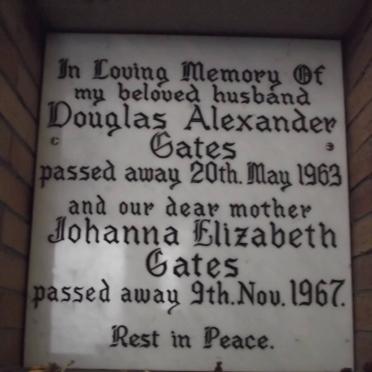 In Loving Memory Of
my beloved husband
Douglas Alexander
Gates
passed away 20th. May 1963
and our dear mother
Johanna Elizabeth
Gates
passed away 9th. Nov. 1967.
Rest in Peace.